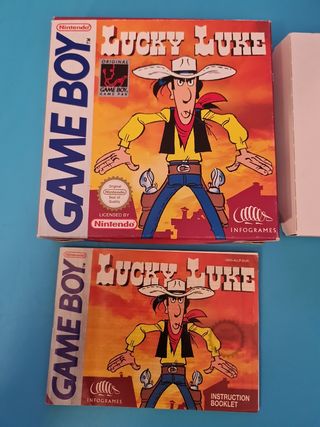 Nintendo
GAME BOY
TM
LUCKY LUKE
ORIGINAL
GAME BOY
GAME PAK
Original
Nintendo
Seal of
Quality
LICENSED BY
Nintendo
INFOGRAMES
LUCKY LUKE
GAME BOY
INFOGRAMES
INSTRUCTION
BOOKLET